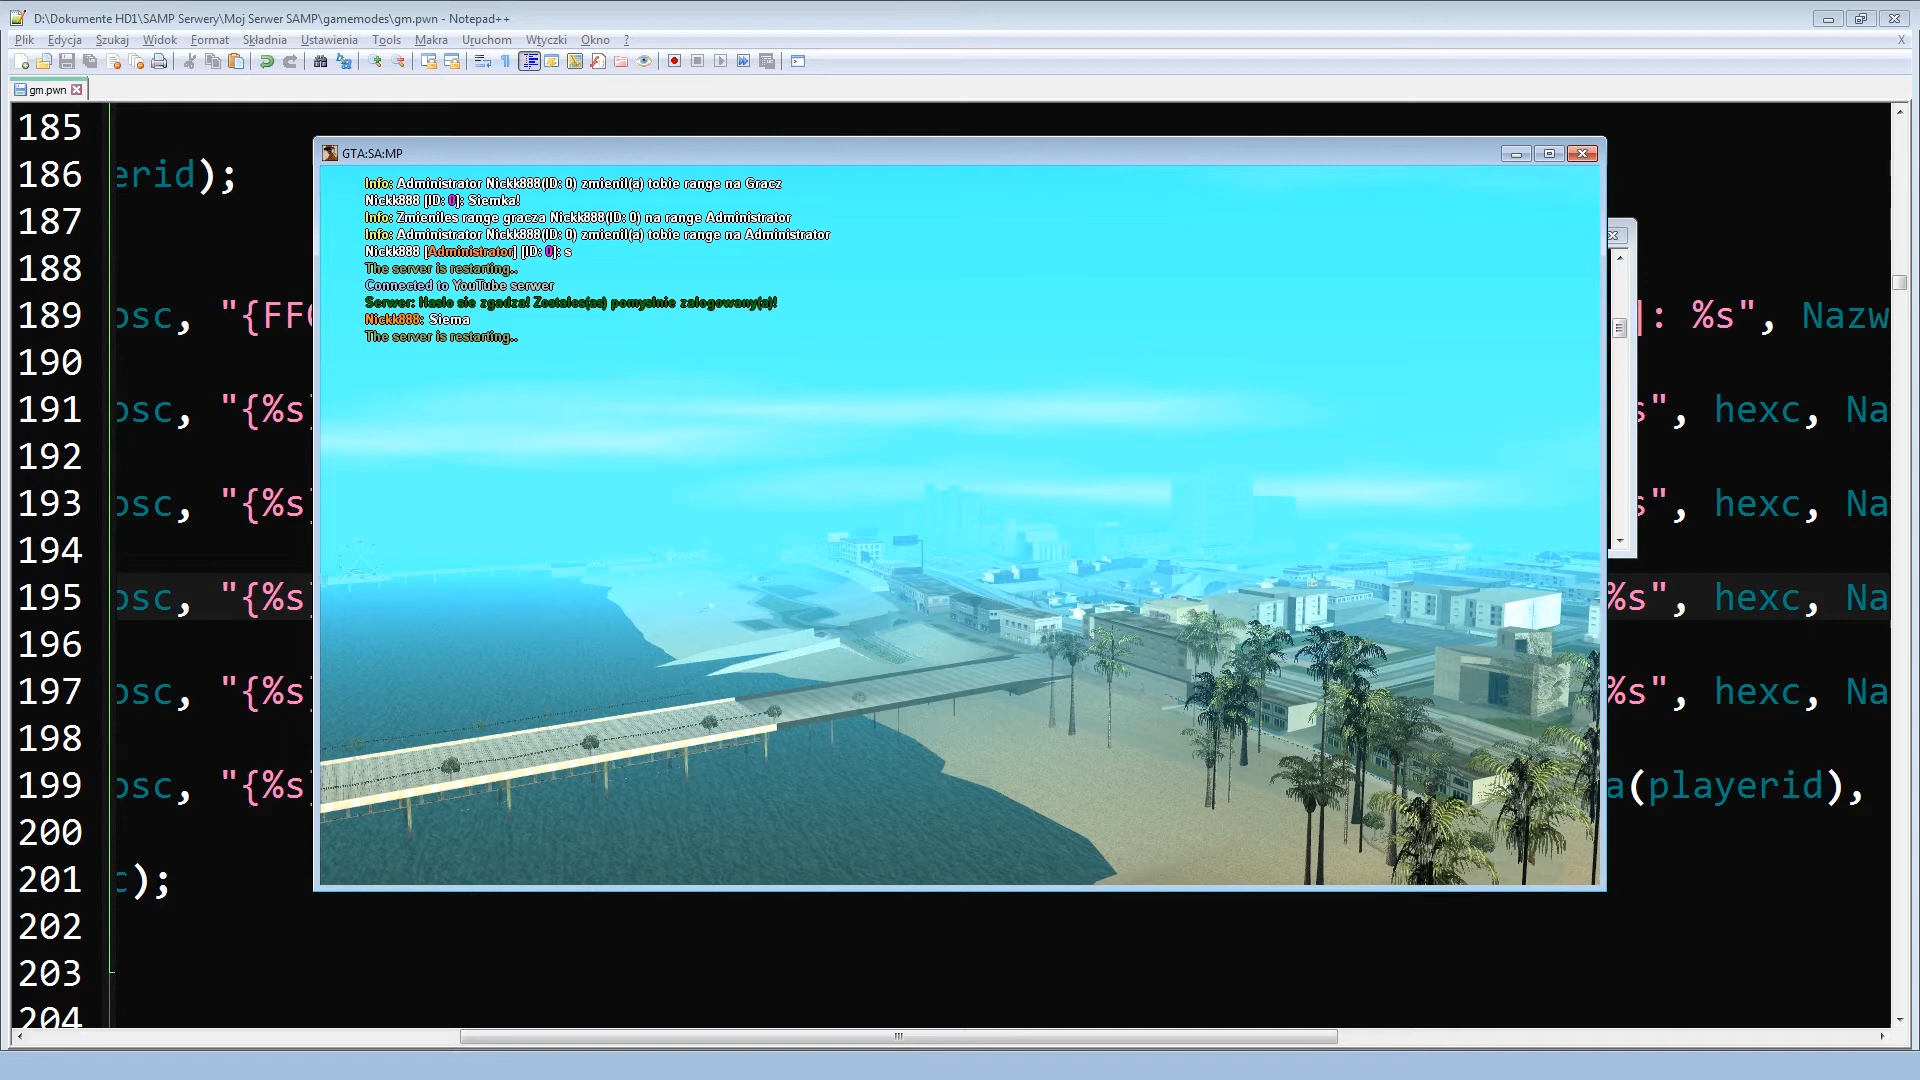 D:\Dokumente HD1\SAMP Serwery\Moj Serwer SAMP\gamemodes\gm.pwn - Notepad++
Plik Edycja Szukaj Widok Format Składnia Ustawienia Tools Makra Uruchom Wtyczki Okno ? X
gm.pwn
GTA:SA:MP
Info: Administrator Nickk888(ID: 0) zmienil(a) tobie range na Gracz
Nickk888 [ID: 0]: Siemka!
Info: Zmieniles range gracza Nickk888(ID: 0) na range Administrator
Info: Administrator Nickk888(ID: 0) zmienil(a) tobie range na Administrator
Nickk888 [Administrator] [ID: 0]: s
The server is restarting..
Connected to YouTube serwer
Serwer: Haslo sie zgadza! Zostales(as) pomyslnie zalogowany(a)!
Nickk888: Siema
The server is restarting..
185
186 erid);
187
188
189 osc, "{FF ]: %s", Nazw
190
191 osc, "{%s s", hexc, Na
192
193 osc, "{%s s", hexc, Na
194
195 osc, "{%s %s", hexc, Na
196
197 osc, "{%s %s", hexc, Na
198
199 osc, "{%s a(playerid),
200
201 c);
202
203
204